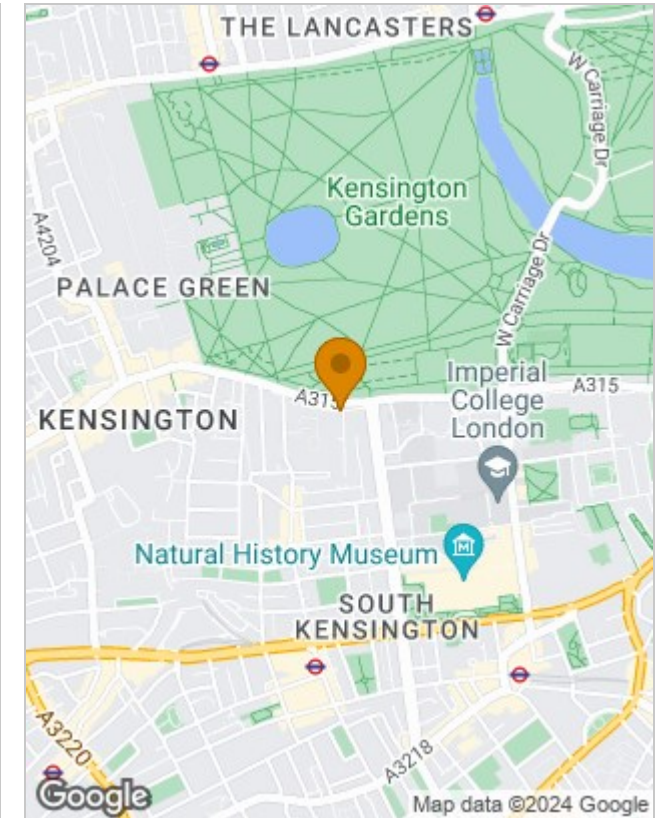 THE LANCASTERS
W Carriage Dr
Kensington
Gardens
A4204
PALACE GREEN
W Carriage Dr
Imperial
College
London
A315
A315
KENSINGTON
Natural History Museum
SOUTH
KENSINGTON
A3220
A3218
Google
Map data ©2024 Google